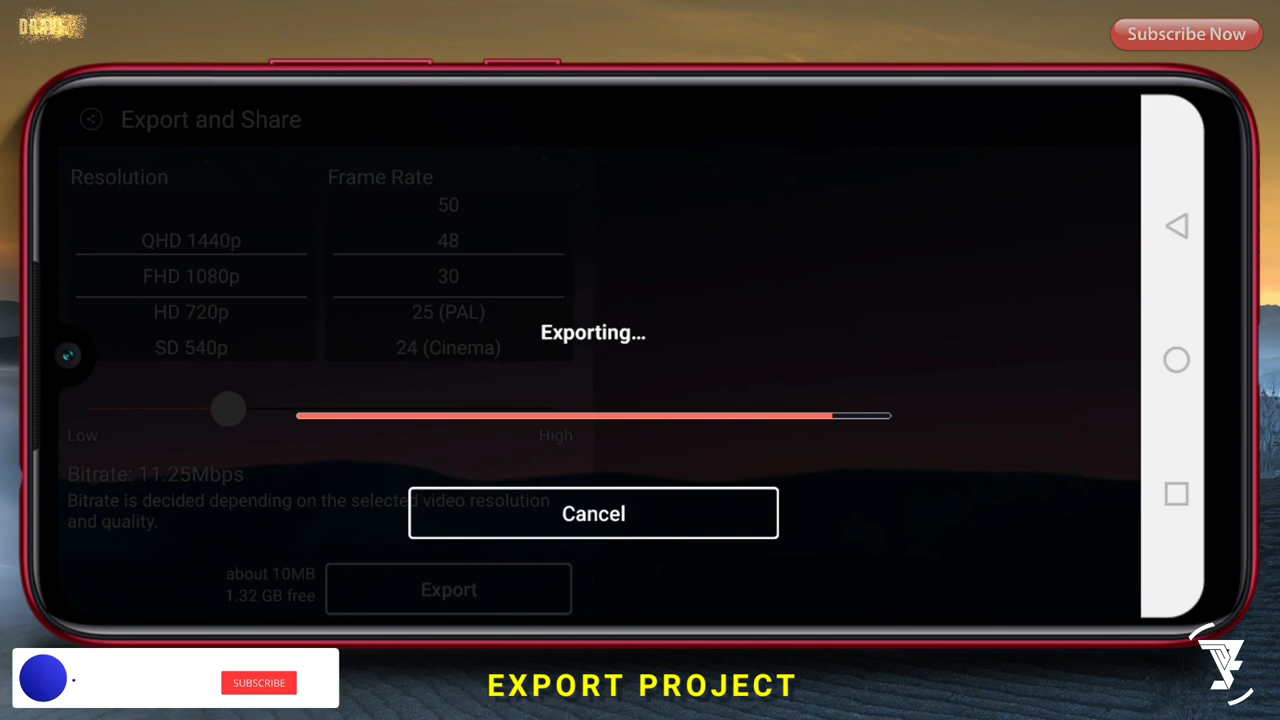 Subscribe Now
Export and Share
Resolution
Frame Rate
50
QHD 1440p
48
FHD 1080p
30
HD 720p
25 (PAL)
SD 540p
24 (Cinema)
Exporting...
Low
High
Bitrate: 11.25Mbps
Bitrate is decided depending on the selected video resolution
and quality.
Cancel
about 10MB
1.32 GB free
Export
SUBSCRIBE
EXPORT PROJECT